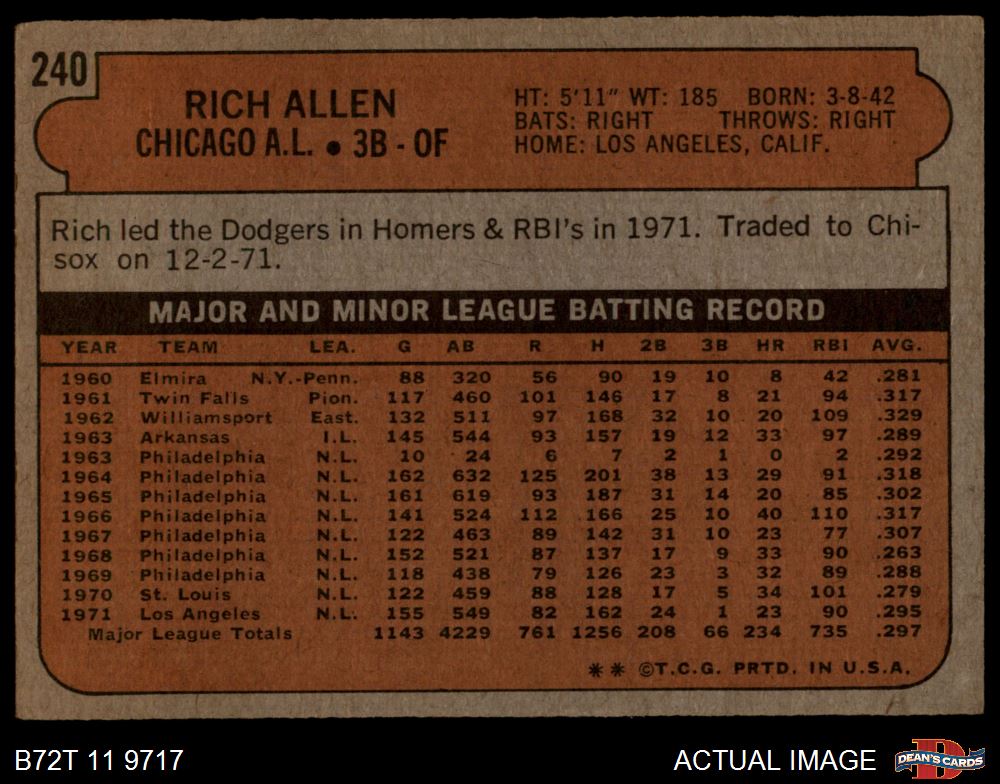 240
RICH ALLEN
CHICAGO A.L. ● 3B - OF
HT: 5'11" WT: 185 BORN: 3-8-42
BATS: RIGHT THROWS: RIGHT
HOME: LOS ANGELES, CALIF.
Rich led the Dodgers in Homers & RBI's in 1971. Traded to Chi-
sox on 12-2-71.
MAJOR AND MINOR LEAGUE BATTING RECORD
YEAR TEAM LEA. G AB R H 2B 3B HR RBI AVG.
1960 Elmira N.Y.-Penn. 88 320 56 90 19 10 8 42 .281
1961 Twin Falls Pion. 117 460 101 146 17 8 21 94 .317
1962 Williamsport East. 132 511 97 168 32 10 20 109 .329
1963 Arkansas I.L. 145 544 93 157 19 12 33 97 .289
1963 Philadelphia N.L. 10 24 6 7 2 1 0 2 .292
1964 Philadelphia N.L. 162 632 125 201 38 13 29 91 .318
1965 Philadelphia N.L. 161 619 93 187 31 14 20 85 .302
1966 Philadelphia N.L. 141 524 112 166 25 10 40 110 .317
1967 Philadelphia N.L. 122 463 89 142 31 10 23 77 .307
1968 Philadelphia N.L. 152 521 87 137 17 9 33 90 .263
1969 Philadelphia N.L. 118 438 79 126 23 3 32 89 .288
1970 St. Louis N.L. 122 459 88 128 17 5 34 101 .279
1971 Los Angeles N.L. 155 549 82 162 24 1 23 90 .295
Major League Totals 1143 4229 761 1256 208 66 234 735 .297
** ©T.C.G. PRTD. IN U.S.A.
B72T 11 9717
ACTUAL IMAGE
D
DEAN'S CARDS